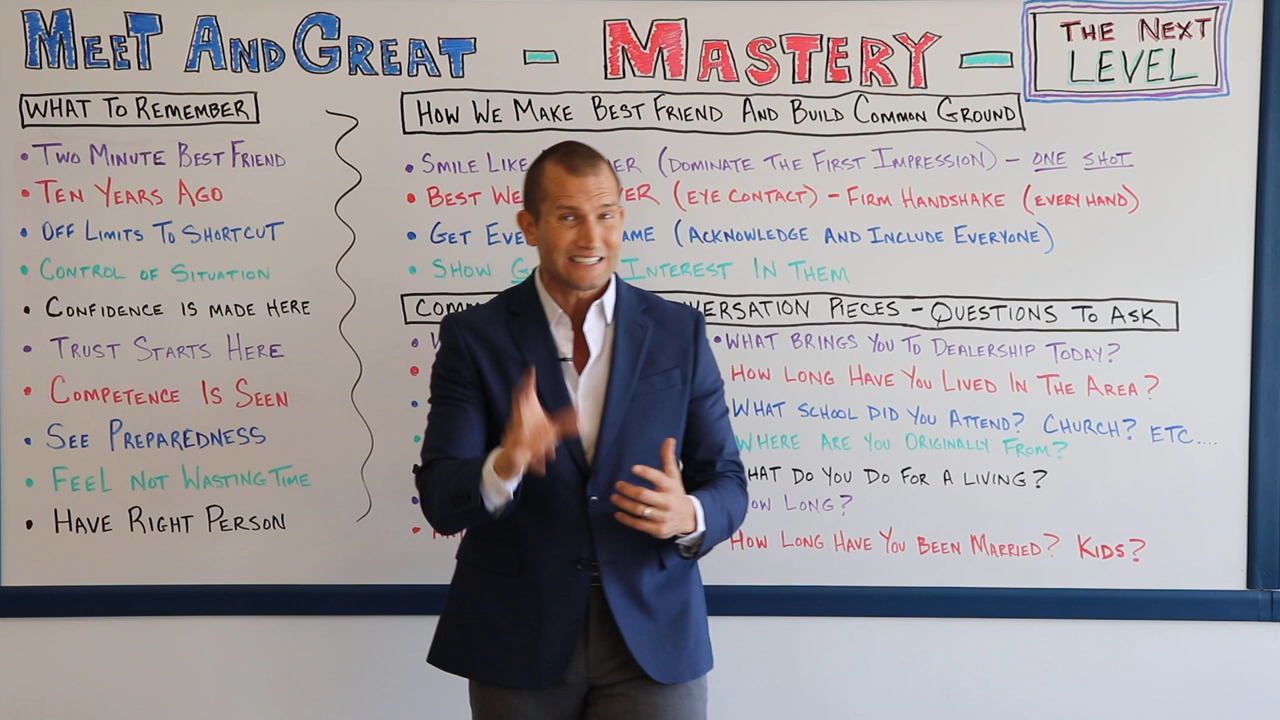 MEET AND GREAT - MASTERY -
THE NEXT
LEVEL
WHAT TO REMEMBER
• TWO MINUTE BEST FRIEND
• TEN YEARS AGO
• OFF LIMITS TO SHORTCUT
• CONTROL OF SITUATION
• CONFIDENCE IS MADE HERE
• TRUST STARTS HERE
• COMPETENCE IS SEEN
• SEE PREPAREDNESS
• FEEL NOT WASTING TIME
• HAVE RIGHT PERSON
HOW WE MAKE BEST FRIEND AND BUILD COMMON GROUND
• SMILE LIKE (DOMINATE THE FIRST IMPRESSION) - ONE SHOT
• BEST (EYE CONTACT) - FIRM HANDSHAKE (EVERY HAND)
• GET (ACKNOWLEDGE AND INCLUDE EVERYONE)
• SHOW INTEREST IN THEM
PIECES - QUESTIONS TO ASK
• WHAT BRINGS YOU TO DEALERSHIP TODAY?
HOW LONG HAVE YOU LIVED IN THE AREA?
WHAT SCHOOL DID YOU ATTEND? CHURCH? ETC....
WHERE ARE YOU ORIGINALLY FROM?
DO YOU DO FOR A LIVING?
LONG?
HOW LONG HAVE YOU BEEN MARRIED? KIDS?